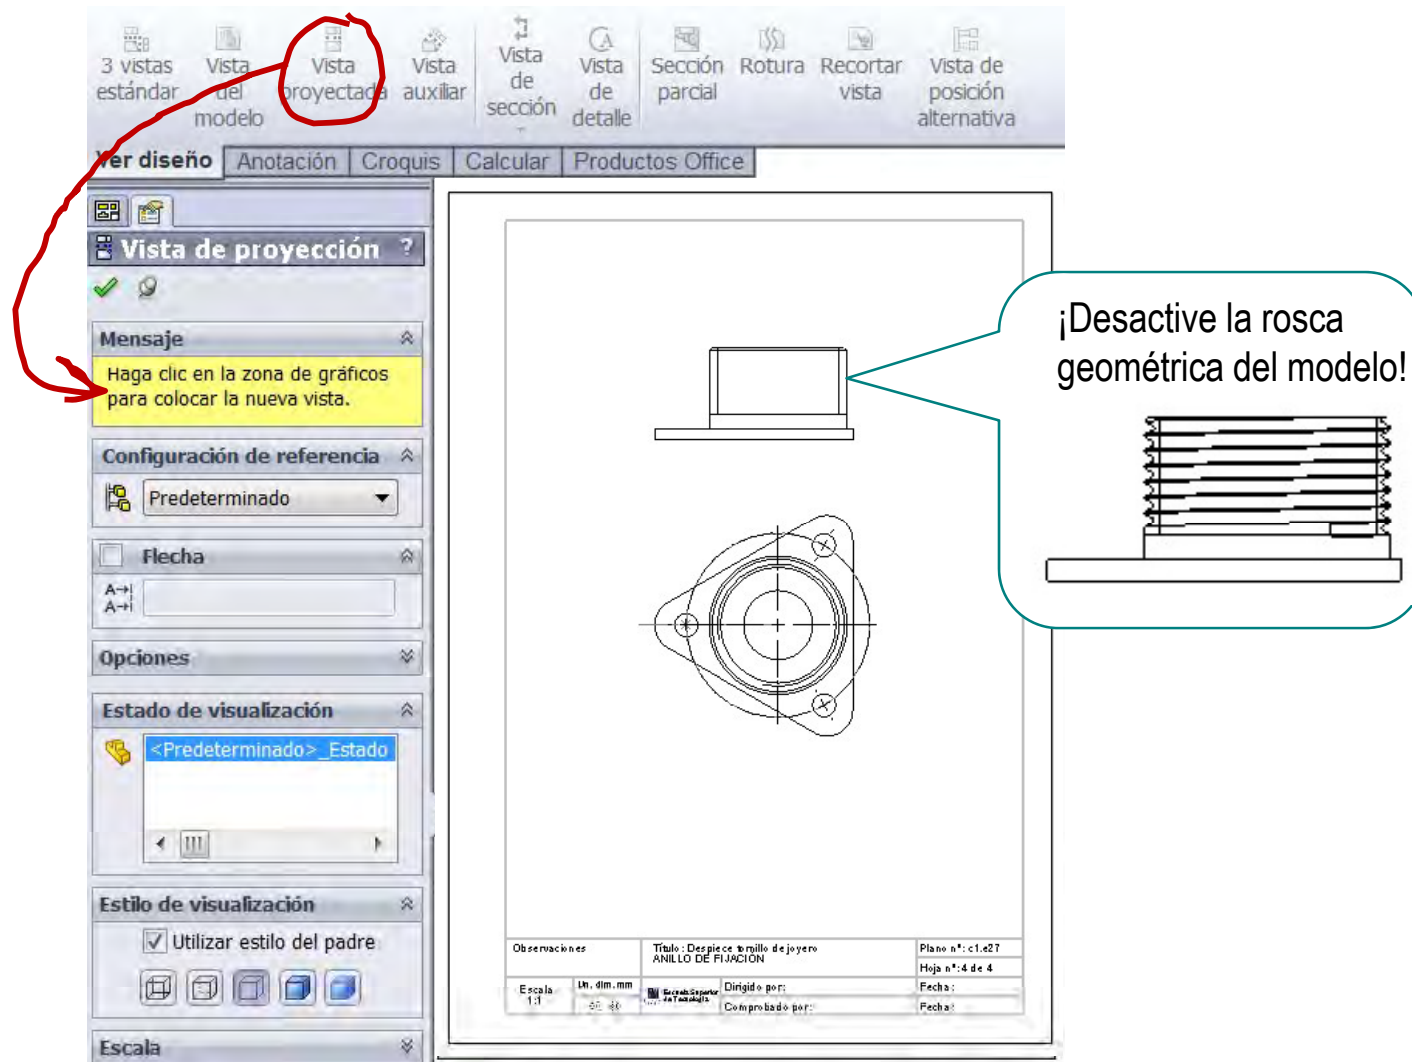 3 vistas estándar
Vista del modelo
Vista proyectada
Vista auxiliar
Vista de sección
Vista de detalle
Sección parcial
Rotura
Recortar vista
Vista de posición alternativa
Ver diseño
Anotación
Croquis
Calcular
Productos Office
Vista de proyección ?
Mensaje
Haga clic en la zona de gráficos
para colocar la nueva vista.
Configuración de referencia
Predeterminado
Flecha
Opciones
Estado de visualización
<Predeterminado>_Estado
Estilo de visualización
Utilizar estilo del padre
Escala
¡Desactive la rosca
geométrica del modelo!
Observaciones
Título: Despiece tornillo de joyero
ANILLO DE FIJACIÓN
Plano nº: c1.e27
Hoja nº: 4 de 4
Escala
1:1
Un. dim. mm
Escuela Superior
de Tecnología
Dirigido por:
Fecha:
Comprobado por:
Fecha: